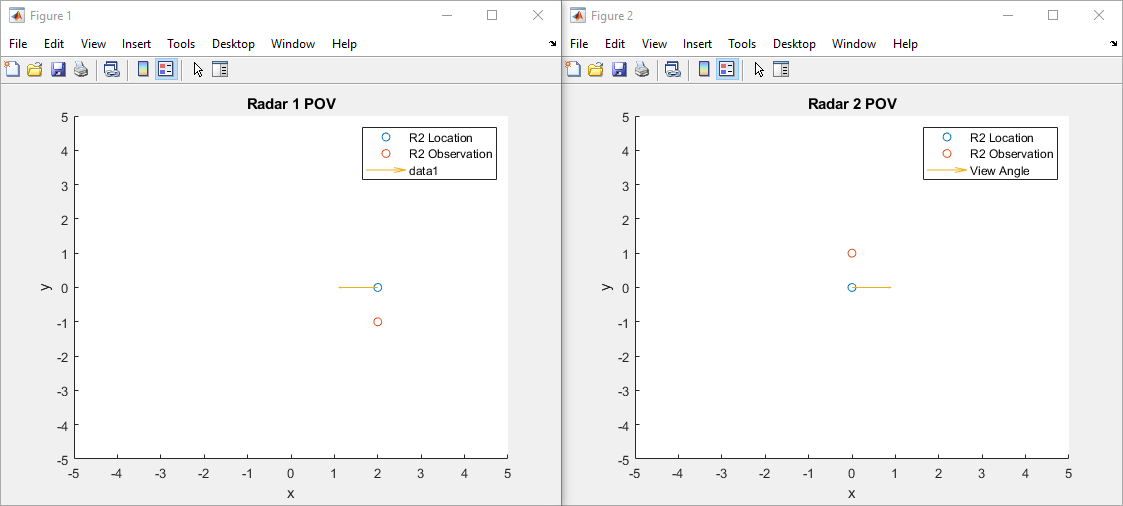 Figure 1
File Edit View Insert Tools Desktop Window Help
Radar 1 POV
R2 Location
R2 Observation
data1
5
4
3
2
1
0
-1
-2
-3
-4
-5
y
-5 -4 -3 -2 -1 0 1 2 3 4 5
x
Figure 2
File Edit View Insert Tools Desktop Window Help
Radar 2 POV
R2 Location
R2 Observation
View Angle
5
4
3
2
1
0
-1
-2
-3
-4
-5
y
-5 -4 -3 -2 -1 0 1 2 3 4 5
x